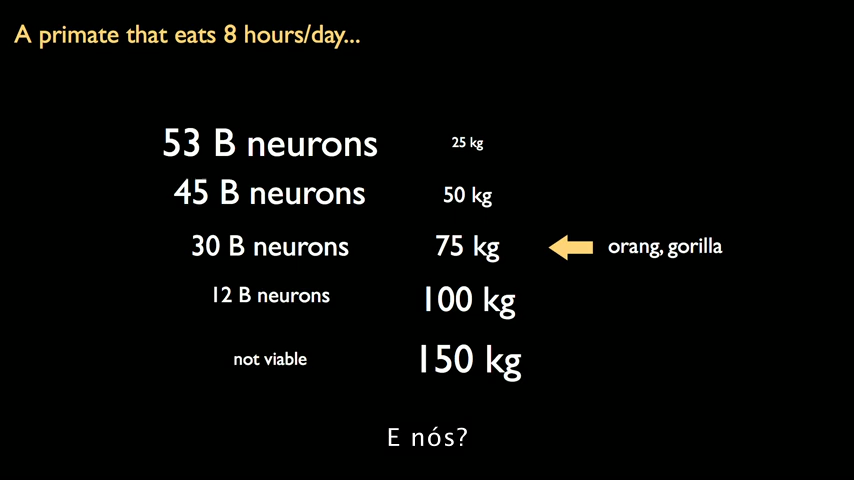 A primate that eats 8 hours/day...
53 B neurons 25 kg
45 B neurons 50 kg
30 B neurons 75 kg orang, gorilla
12 B neurons 100 kg
not viable 150 kg
E nós?